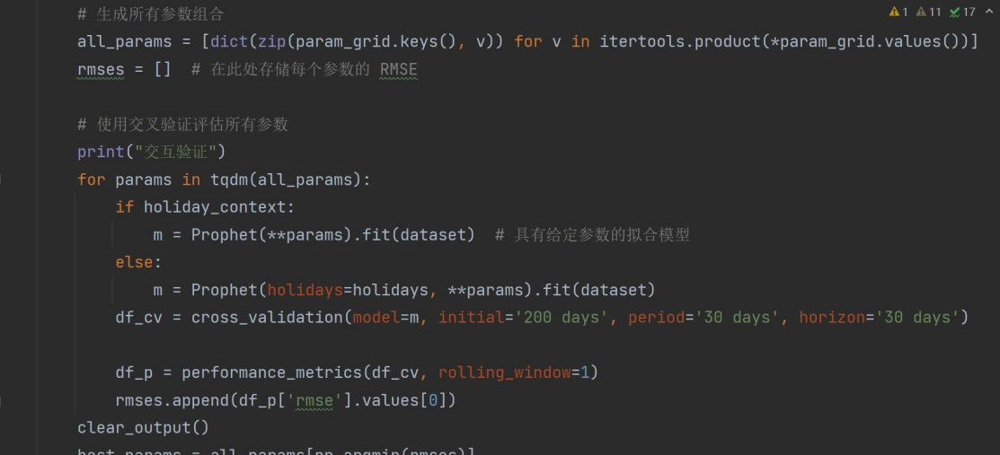 # 生成所有参数组合
1 11 17
all_params = [dict(zip(param_grid.keys(), v)) for v in itertools.product(*param_grid.values())]
rmses = []  # 在此处存储每个参数的 RMSE
# 使用交叉验证评估所有参数
print("交互验证")
for params in tqdm(all_params):
    if holiday_context:
        m = Prophet(**params).fit(dataset)  # 具有给定参数的拟合模型
    else:
        m = Prophet(holidays=holidays, **params).fit(dataset)
    df_cv = cross_validation(model=m, initial='200 days', period='30 days', horizon='30 days')
    df_p = performance_metrics(df_cv, rolling_window=1)
    rmses.append(df_p['rmse'].values[0])
clear_output()
best_params = all_params[np.argmin(rmses)]